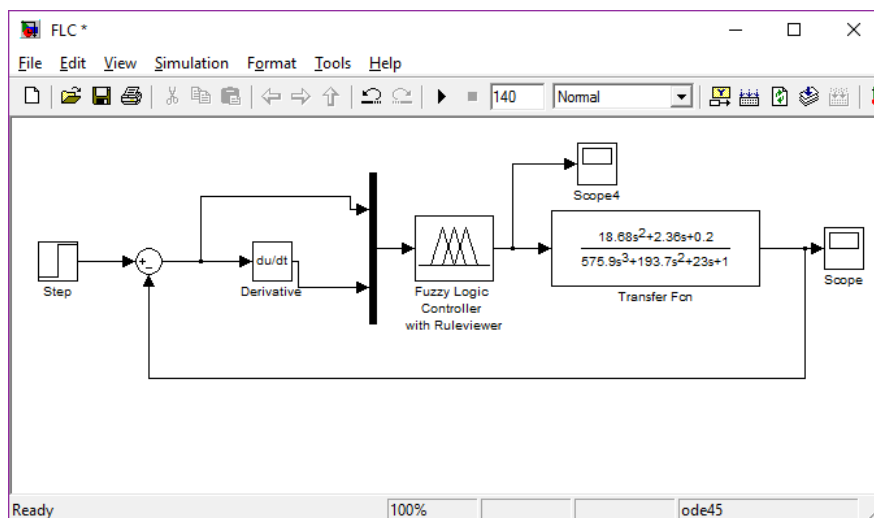 FLC *
File Edit View Simulation Format Tools Help
140 Normal
Scope4
Step
+
-
du/dt
Derivative
Fuzzy Logic
Controller
with Ruleviewer
18.68s2+2.36s+0.2
575.9s3+193.7s2+23s+1
Transfer Fcn
Scope
Ready 100% ode45